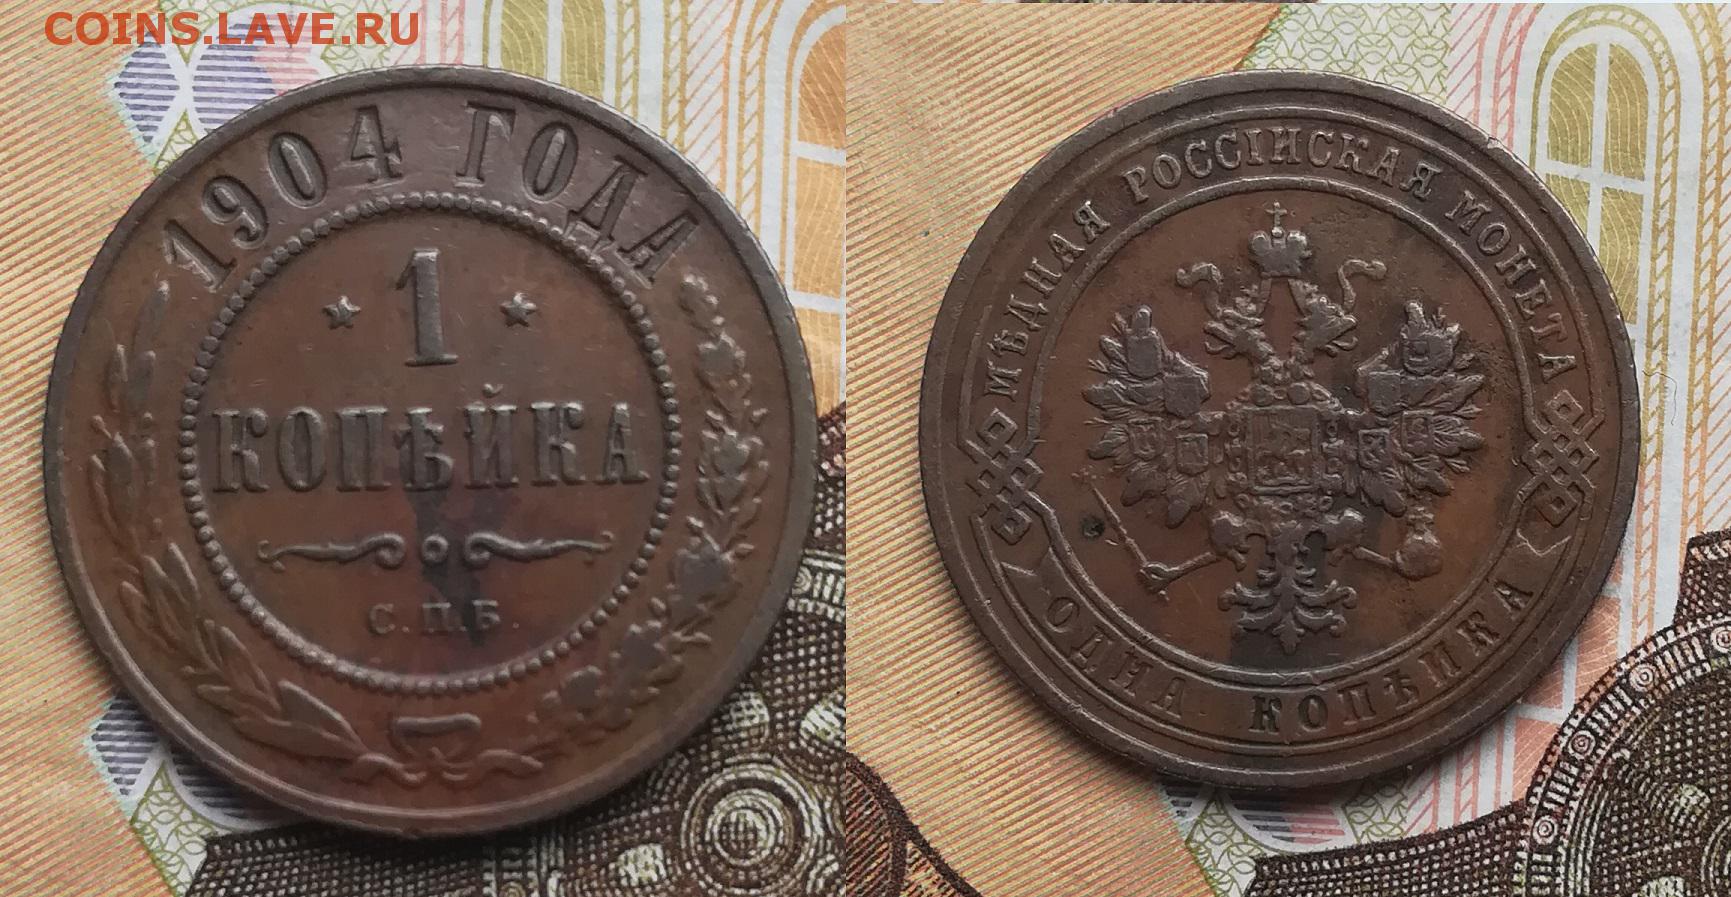 COINS.LAVE.RU
1904 ГОДА
1
КОПѢЙКА
С.П.Б.
МѢДНАЯ РОССІЙСКАЯ МОНЕТА
ОДНА КОПѢЙКА